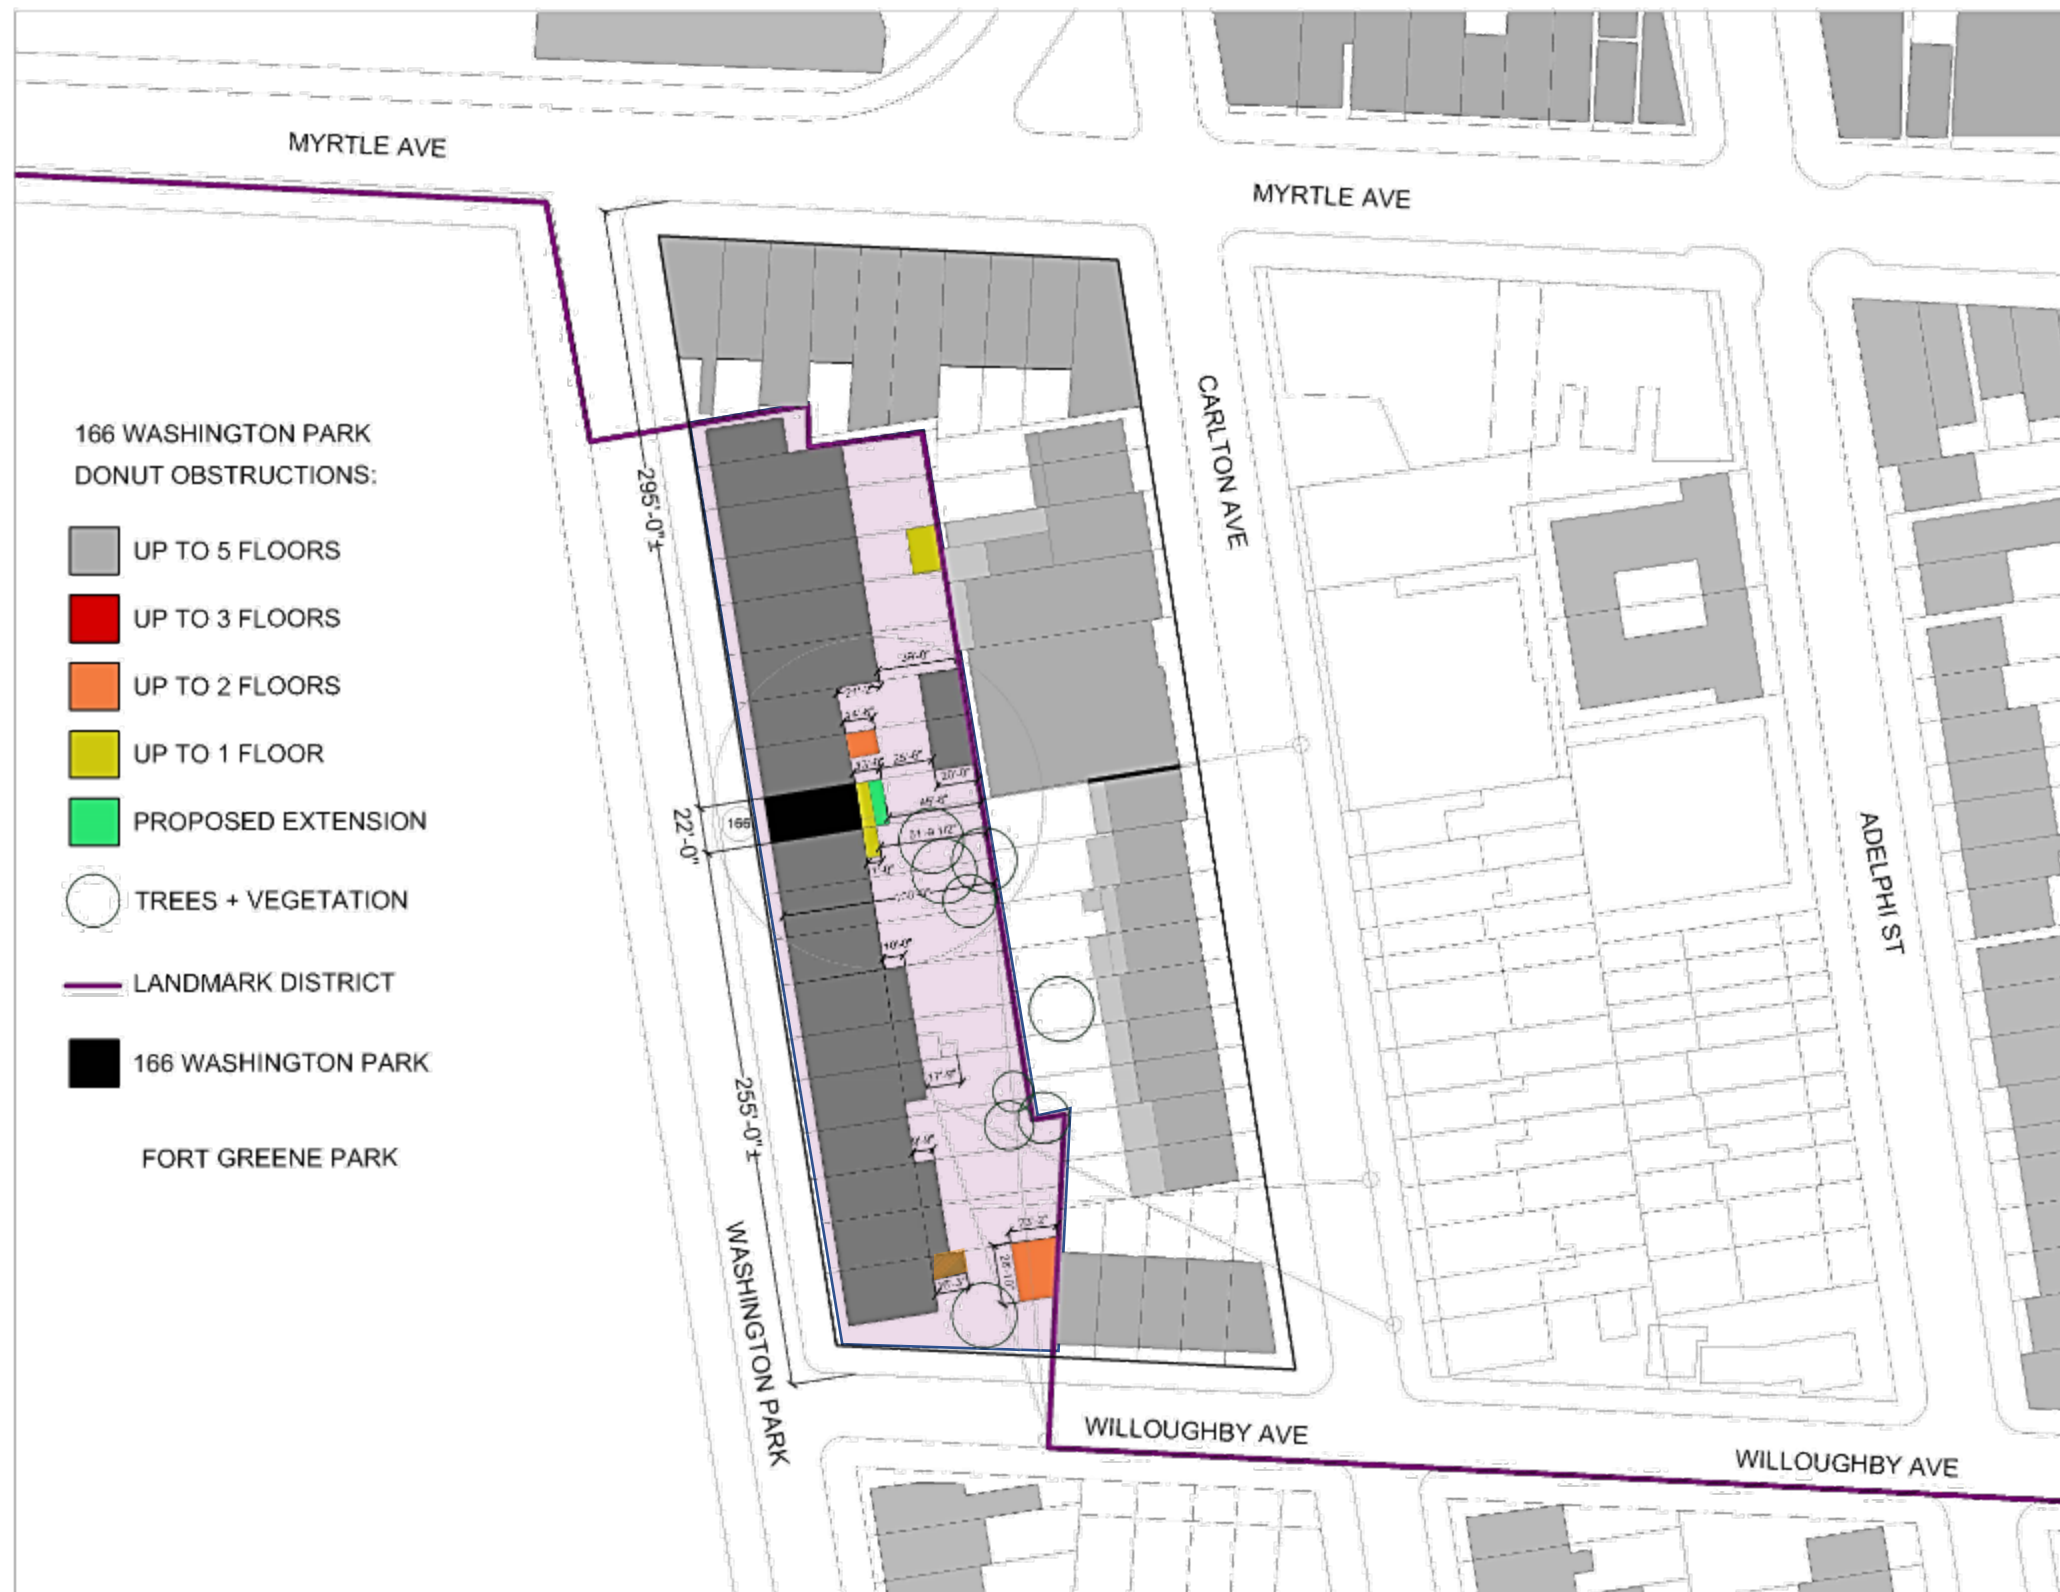 MYRTLE AVE
MYRTLE AVE
CARLTON AVE
166 WASHINGTON PARK
DONUT OBSTRUCTIONS:
UP TO 5 FLOORS
UP TO 3 FLOORS
UP TO 2 FLOORS
UP TO 1 FLOOR
PROPOSED EXTENSION
TREES + VEGETATION
LANDMARK DISTRICT
166 WASHINGTON PARK
FORT GREENE PARK
295'-0"±
22'-0"
166
255'-0"±
WASHINGTON PARK
ADELPHI ST
WILLOUGHBY AVE
WILLOUGHBY AVE